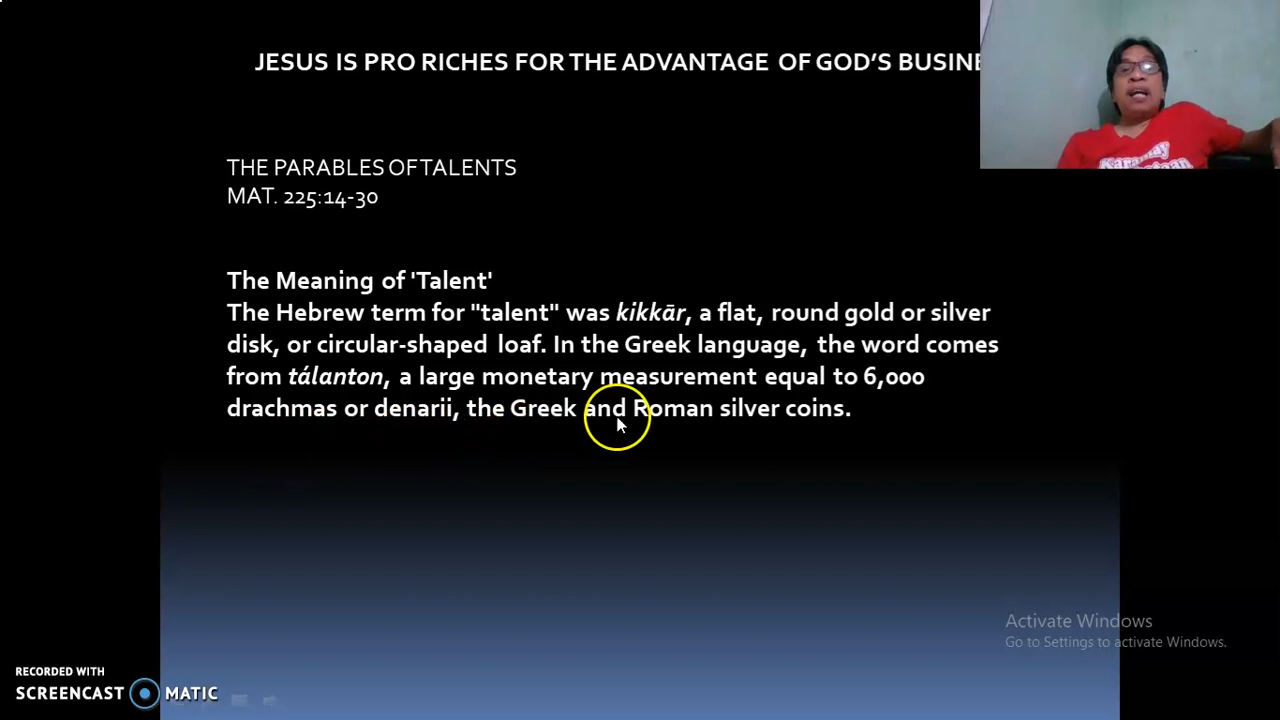 JESUS IS PRO RICHES FOR THE ADVANTAGE OF GOD'S BUSINE
THE PARABLES OF TALENTS
MAT. 225:14-30
The Meaning of 'Talent'
The Hebrew term for "talent" was kikkār, a flat, round gold or silver
disk, or circular-shaped loaf. In the Greek language, the word comes
from tálanton, a large monetary measurement equal to 6,000
drachmas or denarii, the Greek and Roman silver coins.
Activate Windows
Go to Settings to activate Windows.
RECORDED WITH
SCREENCAST MATIC